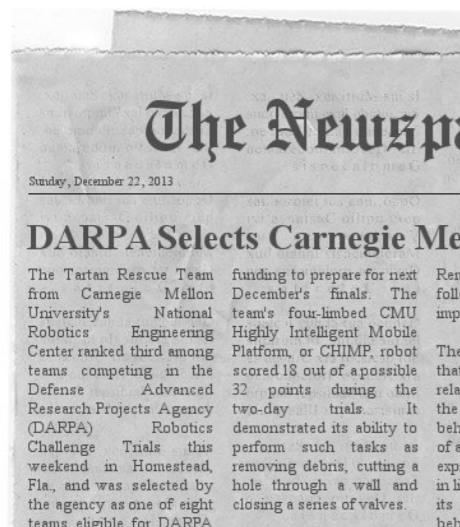 The Newspa
Sunday, December 22, 2013
DARPA Selects Carnegie Me
The Tartan Rescue Team
from Carnegie Mellon
University's National
Robotics Engineering
Center ranked third among
teams competing in the
Defense Advanced
Research Projects Agency
(DARPA) Robotics
Challenge Trials this
weekend in Homestead,
Fla., and was selected by
the agency as one of eight
teams eligible for DARPA
funding to prepare for next
December's finals. The
team's four-limbed CMU
Highly Intelligent Mobile
Platform, or CHIMP, robot
scored 18 out of a possible
32 points during the
two-day trials. It
demonstrated its ability to
perform such tasks as
removing debris, cutting a
hole through a wall and
closing a series of valves.
The
that
the
of a
its